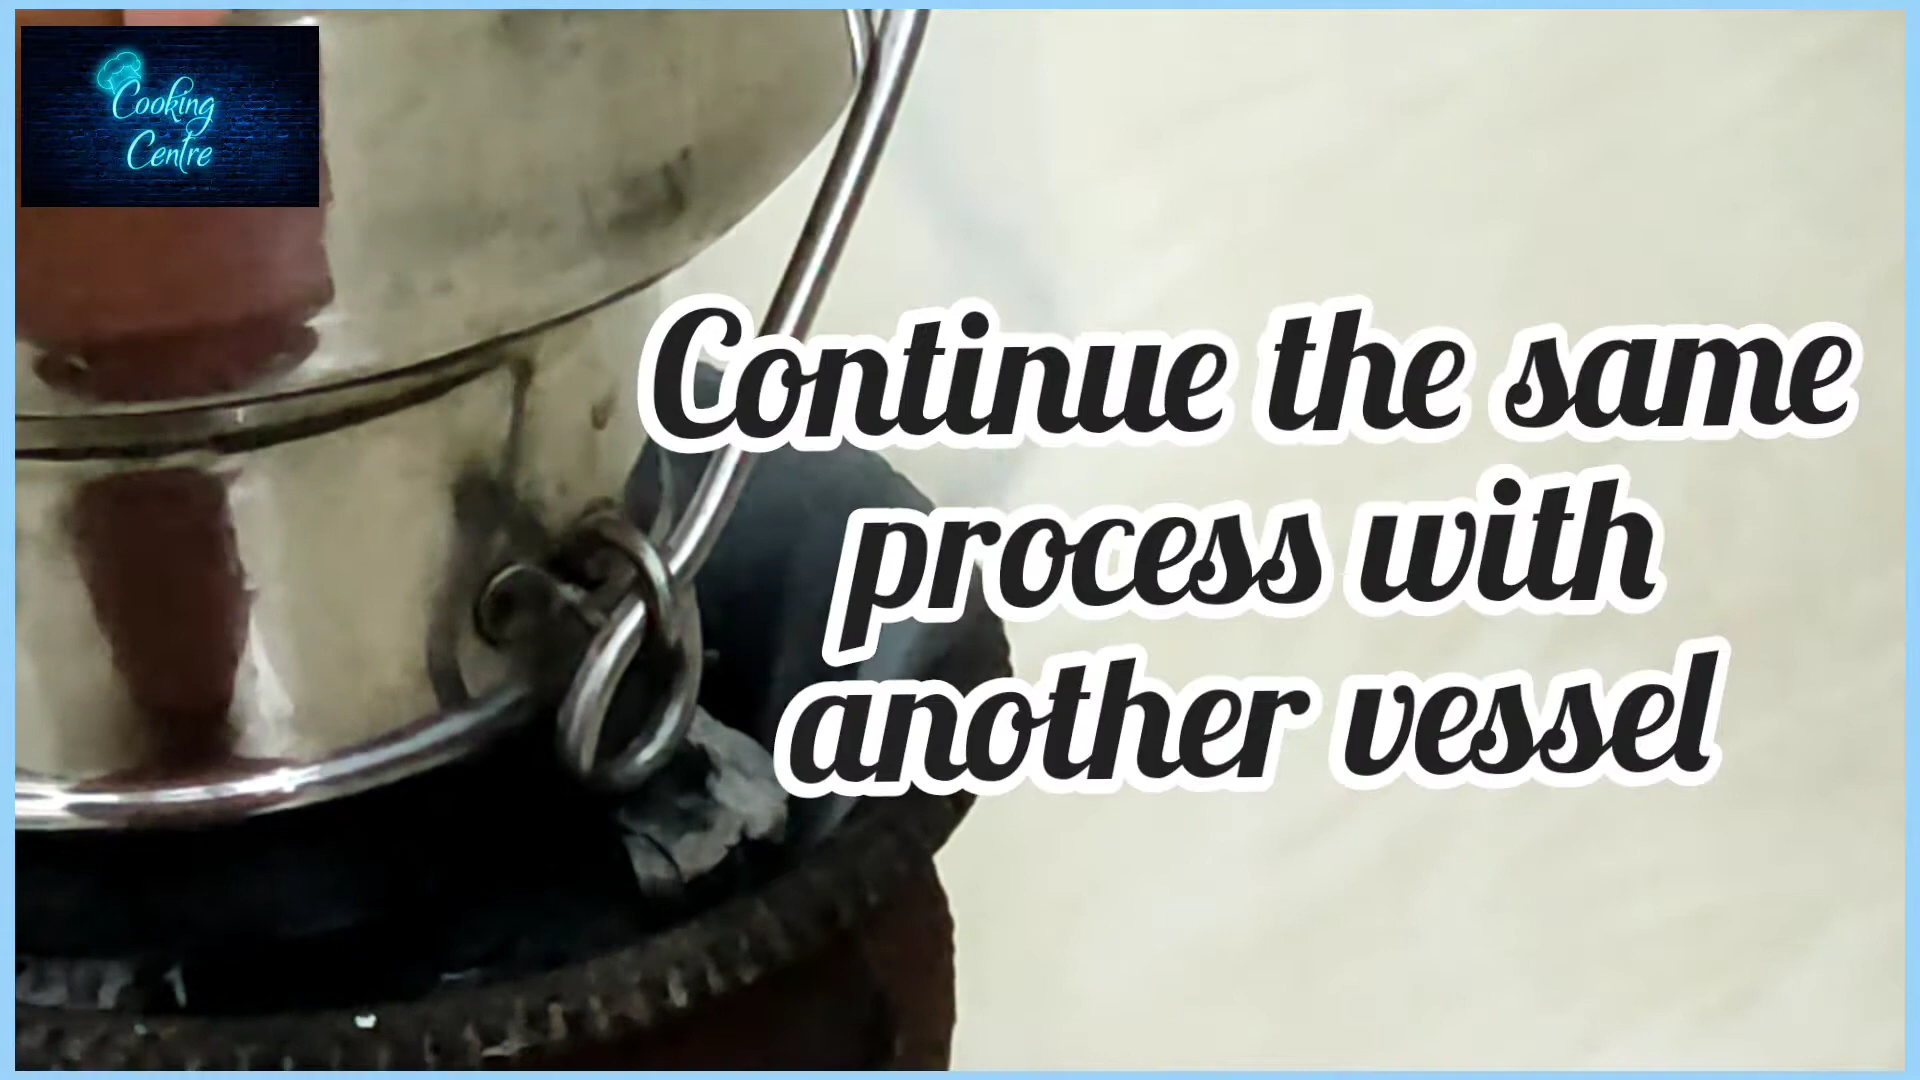 Cooking
Centre
Continue the same
process with
another vessel